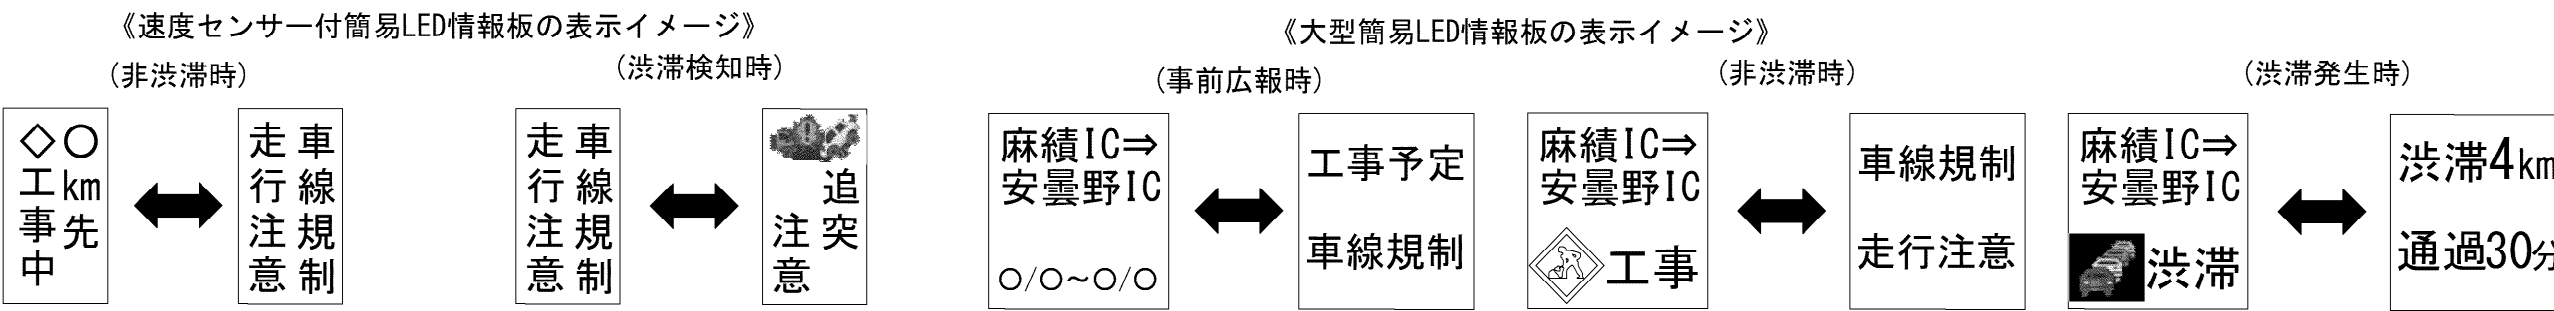 《速度センサー付簡易LED情報板の表示イメージ》
(非渋滞時)
○km先
◇工事中
車線規制
走行注意
(渋滞検知時)
車線規制
走行注意
追突
注意
《大型簡易LED情報板の表示イメージ》
(事前広報時)
麻績IC⇒
安曇野IC
○/○~○/○
工事予定
車線規制
(非渋滞時)
麻績IC⇒
安曇野IC
工事
車線規制
走行注意
(渋滞発生時)
麻績IC⇒
安曇野IC
渋滞
渋滞4km
通過30分